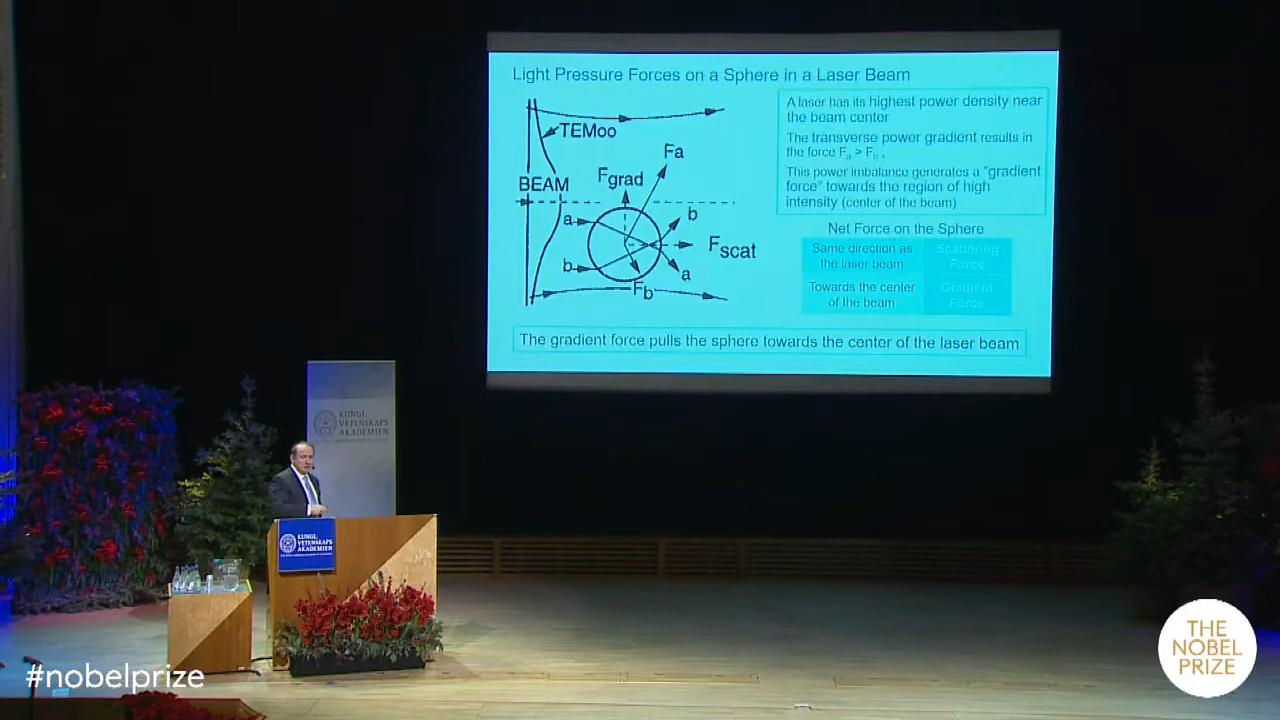 Light Pressure Forces on a Sphere in a Laser Beam
TEMoo
BEAM
Fgrad
Fa
a
b
Fscat
b
a
Fb
A laser has its highest power density near
the beam center
The transverse power gradient results in
the force Fa > Fb .
This power imbalance generates a "gradient
force" towards the region of high
intensity (center of the beam)
Net Force on the Sphere
Same direction as
the laser beam
Scattering
Force
Towards the center
of the beam
Gradient
Force
The gradient force pulls the sphere towards the center of the laser beam
KUNGL.
VETENSKAPS
AKADEMIEN
KUNGL.
VETENSKAPS
AKADEMIEN
#nobelprize
THE
NOBEL
PRIZE